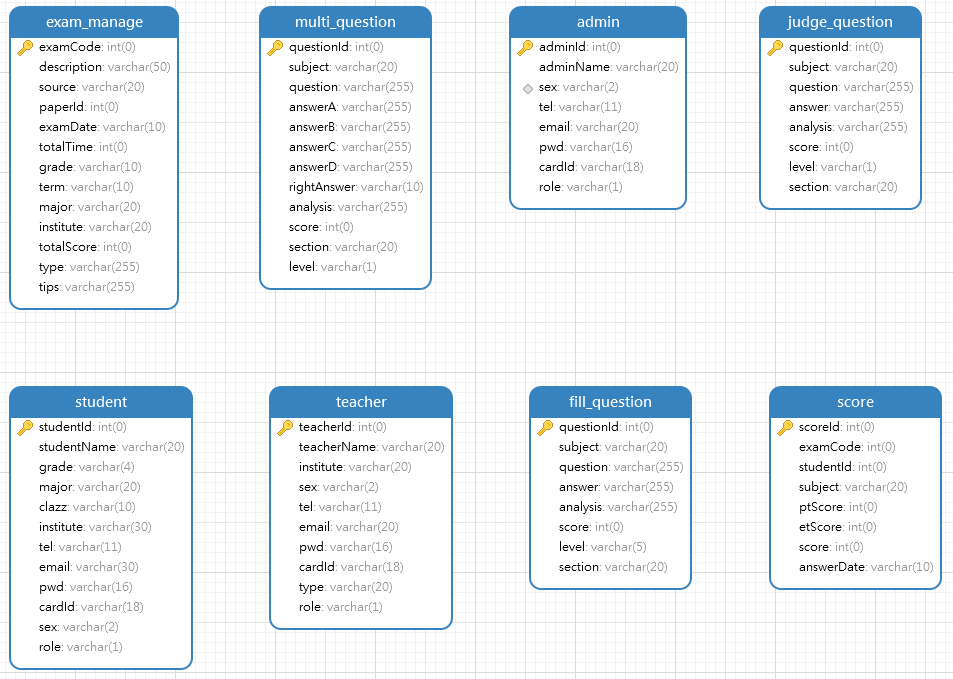 exam_manage
examCode: int(0)
description: varchar(50)
source: varchar(20)
paperId: int(0)
examDate: varchar(10)
totalTime: int(0)
grade: varchar(10)
term: varchar(10)
major: varchar(20)
institute: varchar(20)
totalScore: int(0)
type: varchar(255)
tips: varchar(255)
multi_question
questionId: int(0)
subject: varchar(20)
question: varchar(255)
answerA: varchar(255)
answerB: varchar(255)
answerC: varchar(255)
answerD: varchar(255)
rightAnswer: varchar(10)
analysis: varchar(255)
score: int(0)
section: varchar(20)
level: varchar(1)
admin
adminId: int(0)
adminName: varchar(20)
sex: varchar(2)
tel: varchar(11)
email: varchar(20)
pwd: varchar(16)
cardId: varchar(18)
role: varchar(1)
judge_question
questionId: int(0)
subject: varchar(20)
question: varchar(255)
answer: varchar(255)
analysis: varchar(255)
score: int(0)
level: varchar(1)
section: varchar(20)
student
studentId: int(0)
studentName: varchar(20)
grade: varchar(4)
major: varchar(20)
clazz: varchar(10)
institute: varchar(30)
tel: varchar(11)
email: varchar(30)
pwd: varchar(16)
cardId: varchar(18)
sex: varchar(2)
role: varchar(1)
teacher
teacherId: int(0)
teacherName: varchar(20)
institute: varchar(20)
sex: varchar(2)
tel: varchar(11)
email: varchar(20)
pwd: varchar(16)
cardId: varchar(18)
type: varchar(20)
role: varchar(1)
fill_question
questionId: int(0)
subject: varchar(20)
question: varchar(255)
answer: varchar(255)
analysis: varchar(255)
score: int(0)
level: varchar(5)
section: varchar(20)
score
scoreId: int(0)
examCode: int(0)
studentId: int(0)
subject: varchar(20)
ptScore: int(0)
etScore: int(0)
score: int(0)
answerDate: varchar(10)